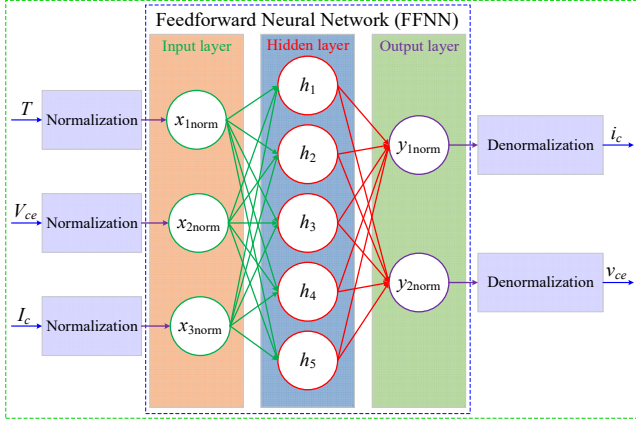 Feedforward Neural Network (FFNN)
Input layer
Hidden layer
Output layer
T
Normalization
x1norm
h1
h2
y1norm
Denormalization
ic
Vce
Normalization
x2norm
h3
Ic
Normalization
x3norm
h4
h5
y2norm
Denormalization
vce